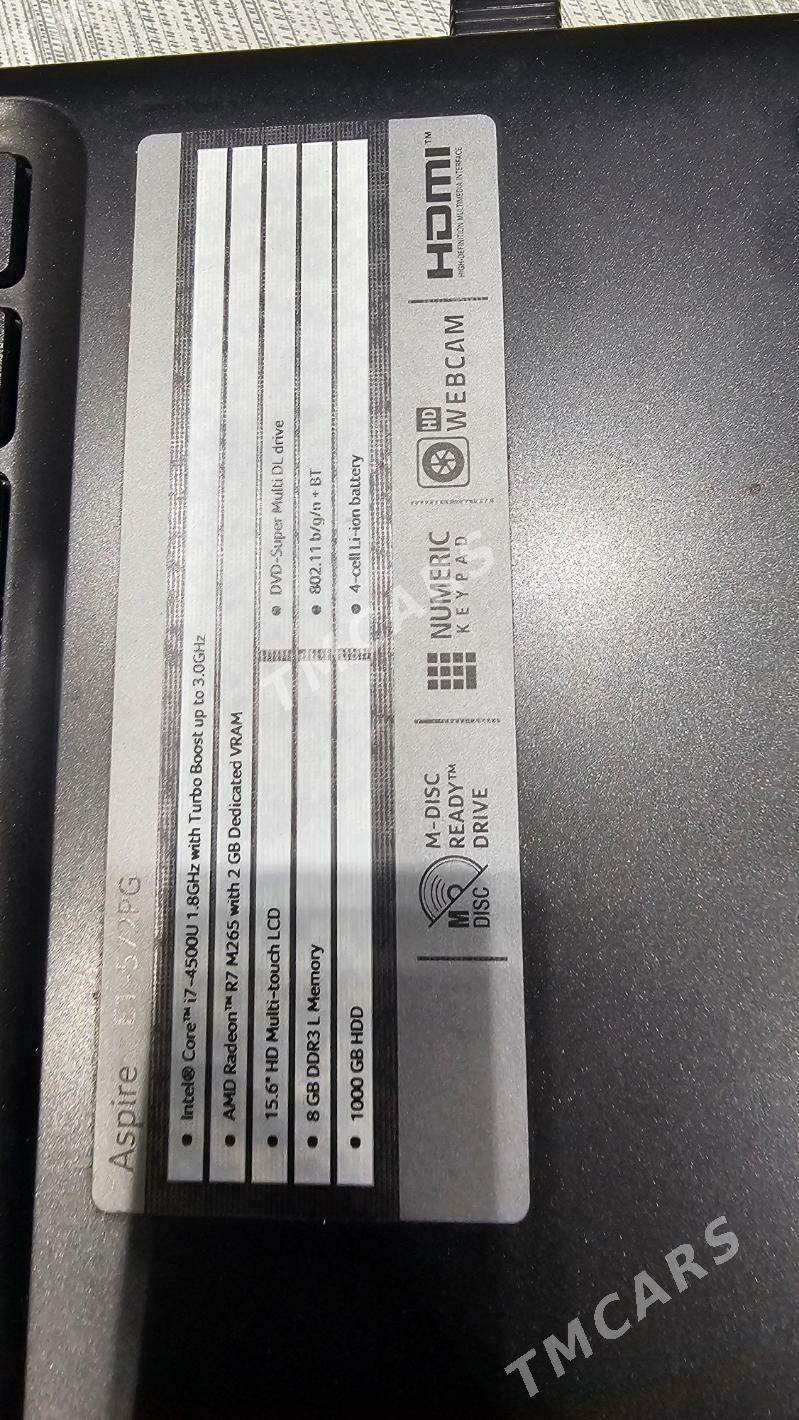 Aspire E1-572PG
• Intel® Core™ i7-4500U 1.8GHz with Turbo Boost up to 3.0GHz
• AMD Radeon™ R7 M265 with 2 GB Dedicated VRAM
• 15.6" HD Multi-touch LCD
• DVD-Super Multi DL drive
• 8 GB DDR3 L Memory
• 802.11 b/g/n + BT
• 1000 GB HDD
• 4-cell Li-ion battery
M
DISC
M-DISC
READY™
DRIVE
NUMERIC
KEYPAD
HD
WEBCAM
HDMI™
HIGH-DEFINITION MULTIMEDIA INTERFACE
TMCARS
TMCARS